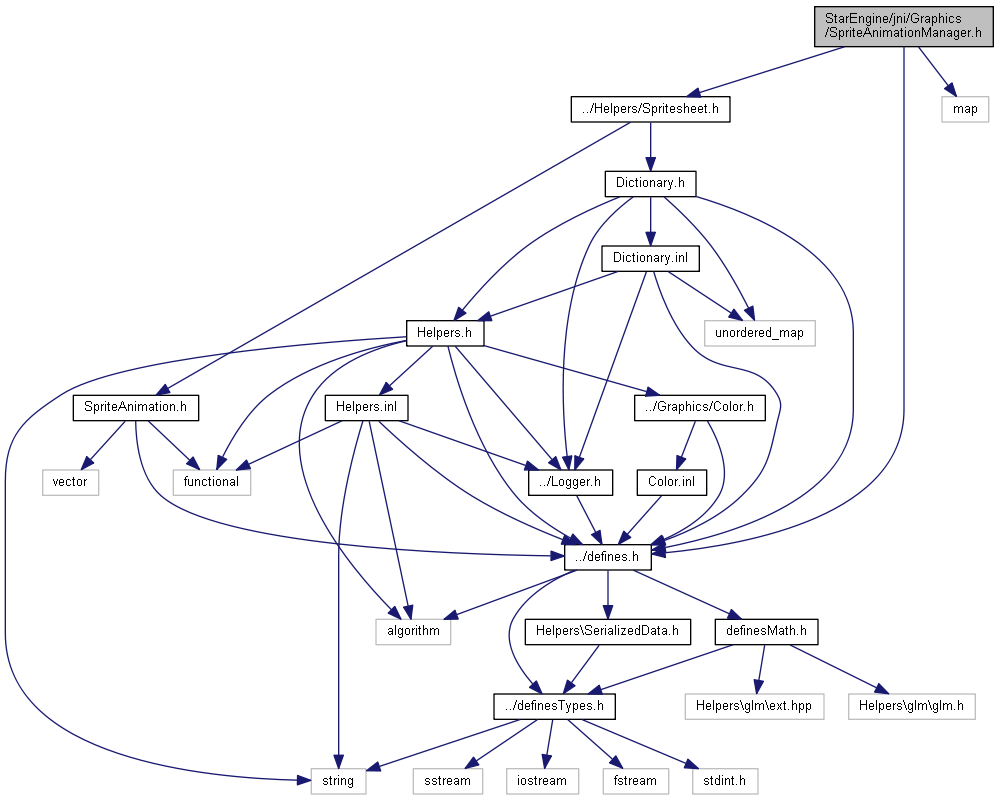 StarEngine/jni/Graphics
/SpriteAnimationManager.h
../Helpers/Spritesheet.h
map
Dictionary.h
Dictionary.inl
Helpers.h
unordered_map
SpriteAnimation.h
Helpers.inl
../Graphics/Color.h
vector
functional
../Logger.h
Color.inl
../defines.h
algorithm
Helpers\SerializedData.h
definesMath.h
../definesTypes.h
Helpers\glm\ext.hpp
Helpers\glm\glm.h
string
sstream
iostream
fstream
stdint.h